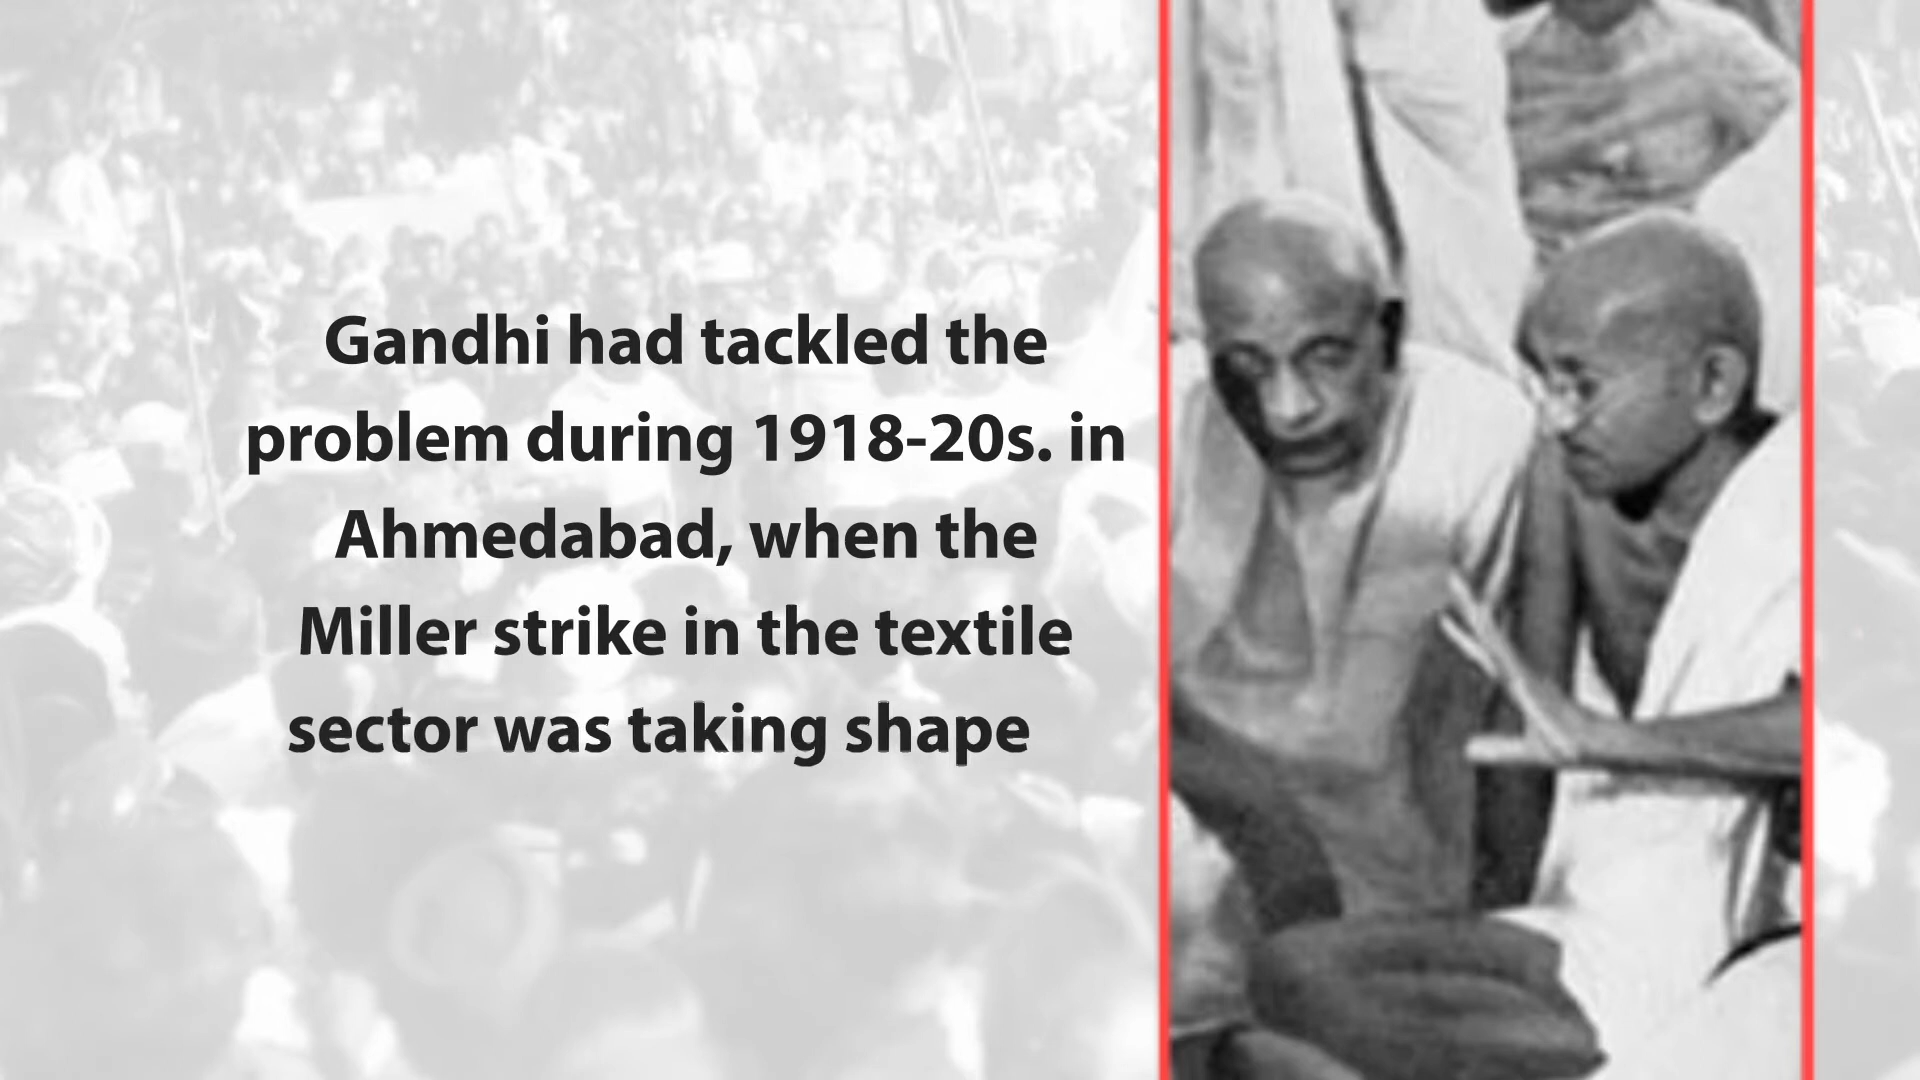 Gandhi had tackled the
problem during 1918-20s. in
Ahmedabad, when the
Miller strike in the textile
sector was taking shape